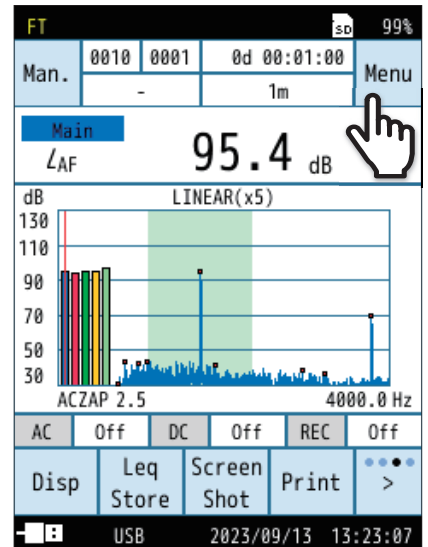 FT SD 99%
Man. 0010 0001 0d 00:01:00 Menu
- 1m
Main
LAF 95.4 dB
dB LINEAR(x5)
130
110
90
70
50
30
ACZAP 2.5 4000.0 Hz
AC Off DC Off REC Off
Disp Leq Store Screen Shot Print >
USB 2023/09/13 13:23:07